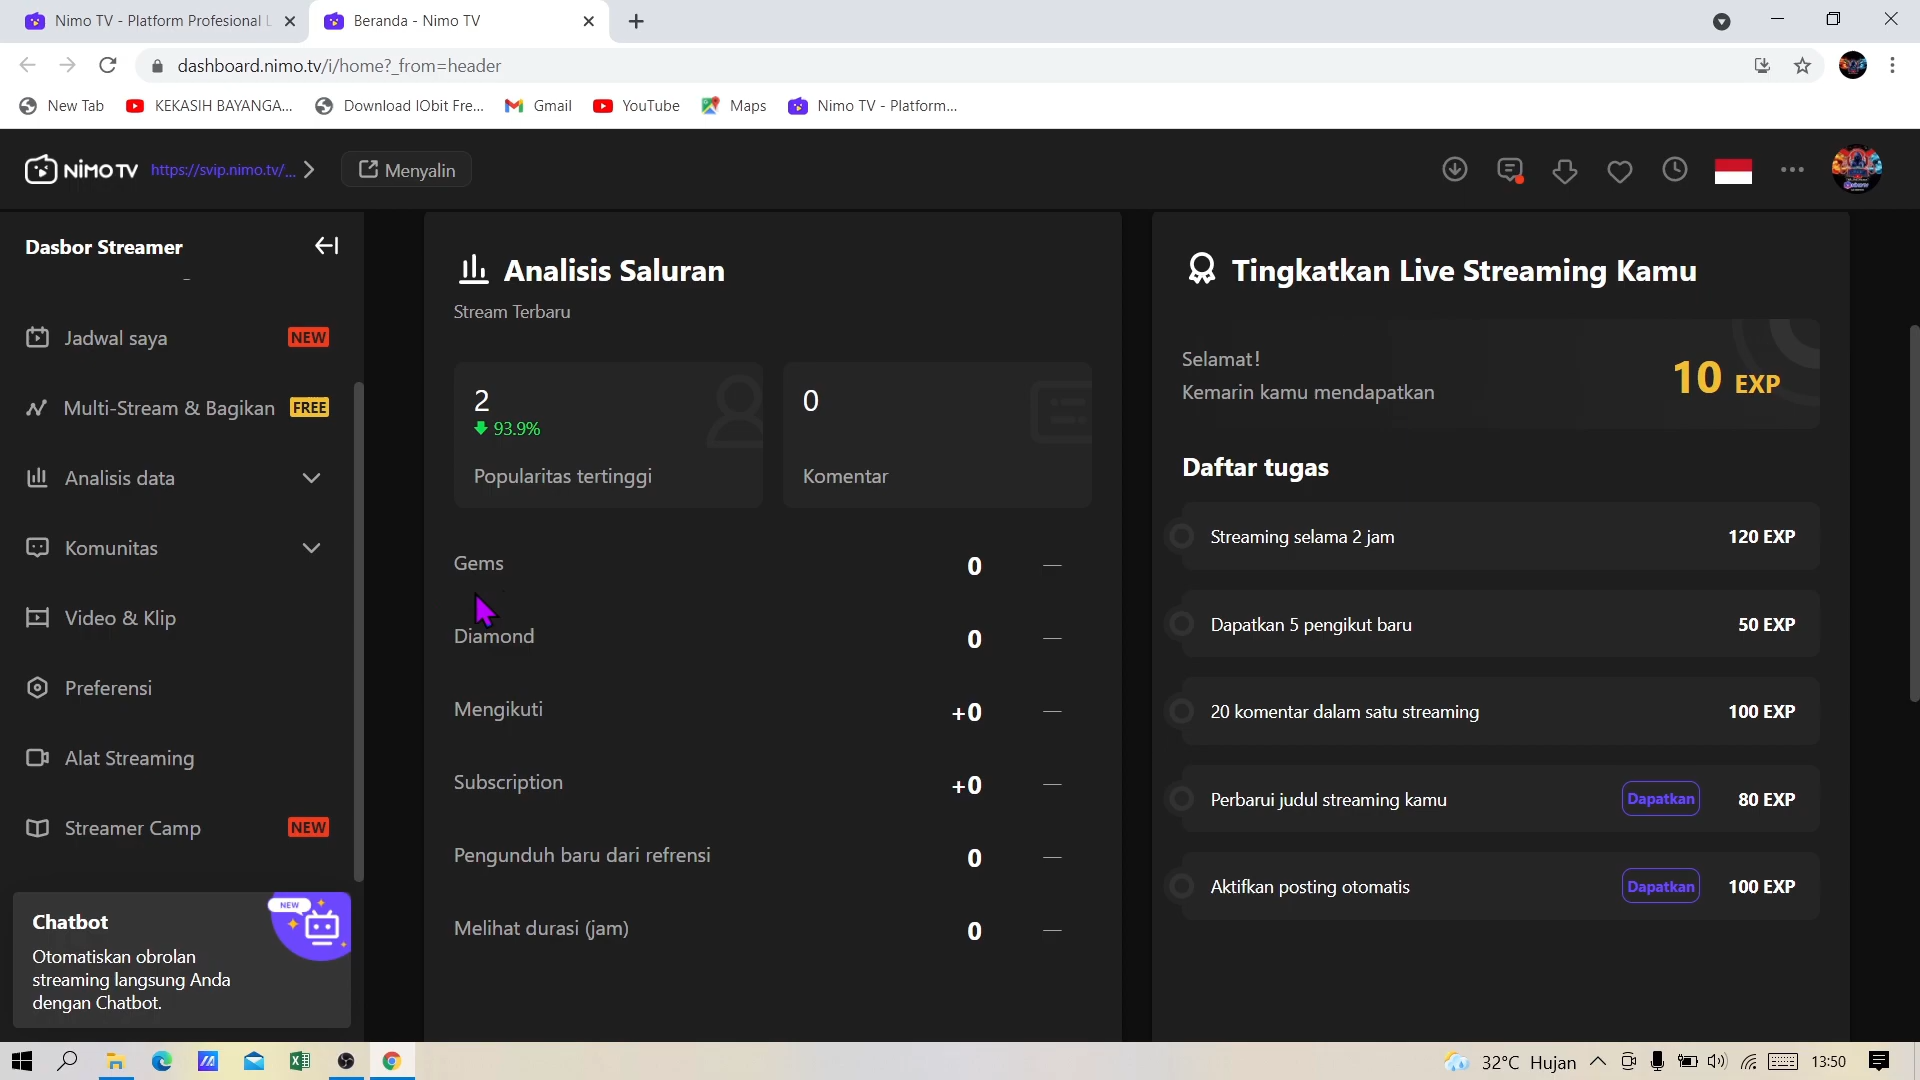 Nimo TV - Platform Profesional L
Beranda - Nimo TV
dashboard.nimo.tv/i/home?_from=header
New Tab
KEKASIH BAYANGA...
Download IObit Fre...
Gmail
YouTube
Maps
Nimo TV - Platform...
NIMO TV
https://svip.nimo.tv/...
Menyalin
Dasbor Streamer
Jadwal saya
NEW
Multi-Stream & Bagikan
FREE
Analisis data
Komunitas
Video & Klip
Preferensi
Alat Streaming
Streamer Camp
NEW
NEW
Chatbot
Otomatiskan obrolan
streaming langsung Anda
dengan Chatbot.
Analisis Saluran
Stream Terbaru
2
93.9%
Popularitas tertinggi
0
Komentar
Gems 0 —
Diamond 0 —
Mengikuti +0 —
Subscription +0 —
Pengunduh baru dari refrensi 0 —
Melihat durasi (jam) 0 —
Tingkatkan Live Streaming Kamu
Selamat!
Kemarin kamu mendapatkan
10 EXP
Daftar tugas
Streaming selama 2 jam 120 EXP
Dapatkan 5 pengikut baru 50 EXP
20 komentar dalam satu streaming 100 EXP
Perbarui judul streaming kamu Dapatkan 80 EXP
Aktifkan posting otomatis Dapatkan 100 EXP
32°C Hujan
13:50